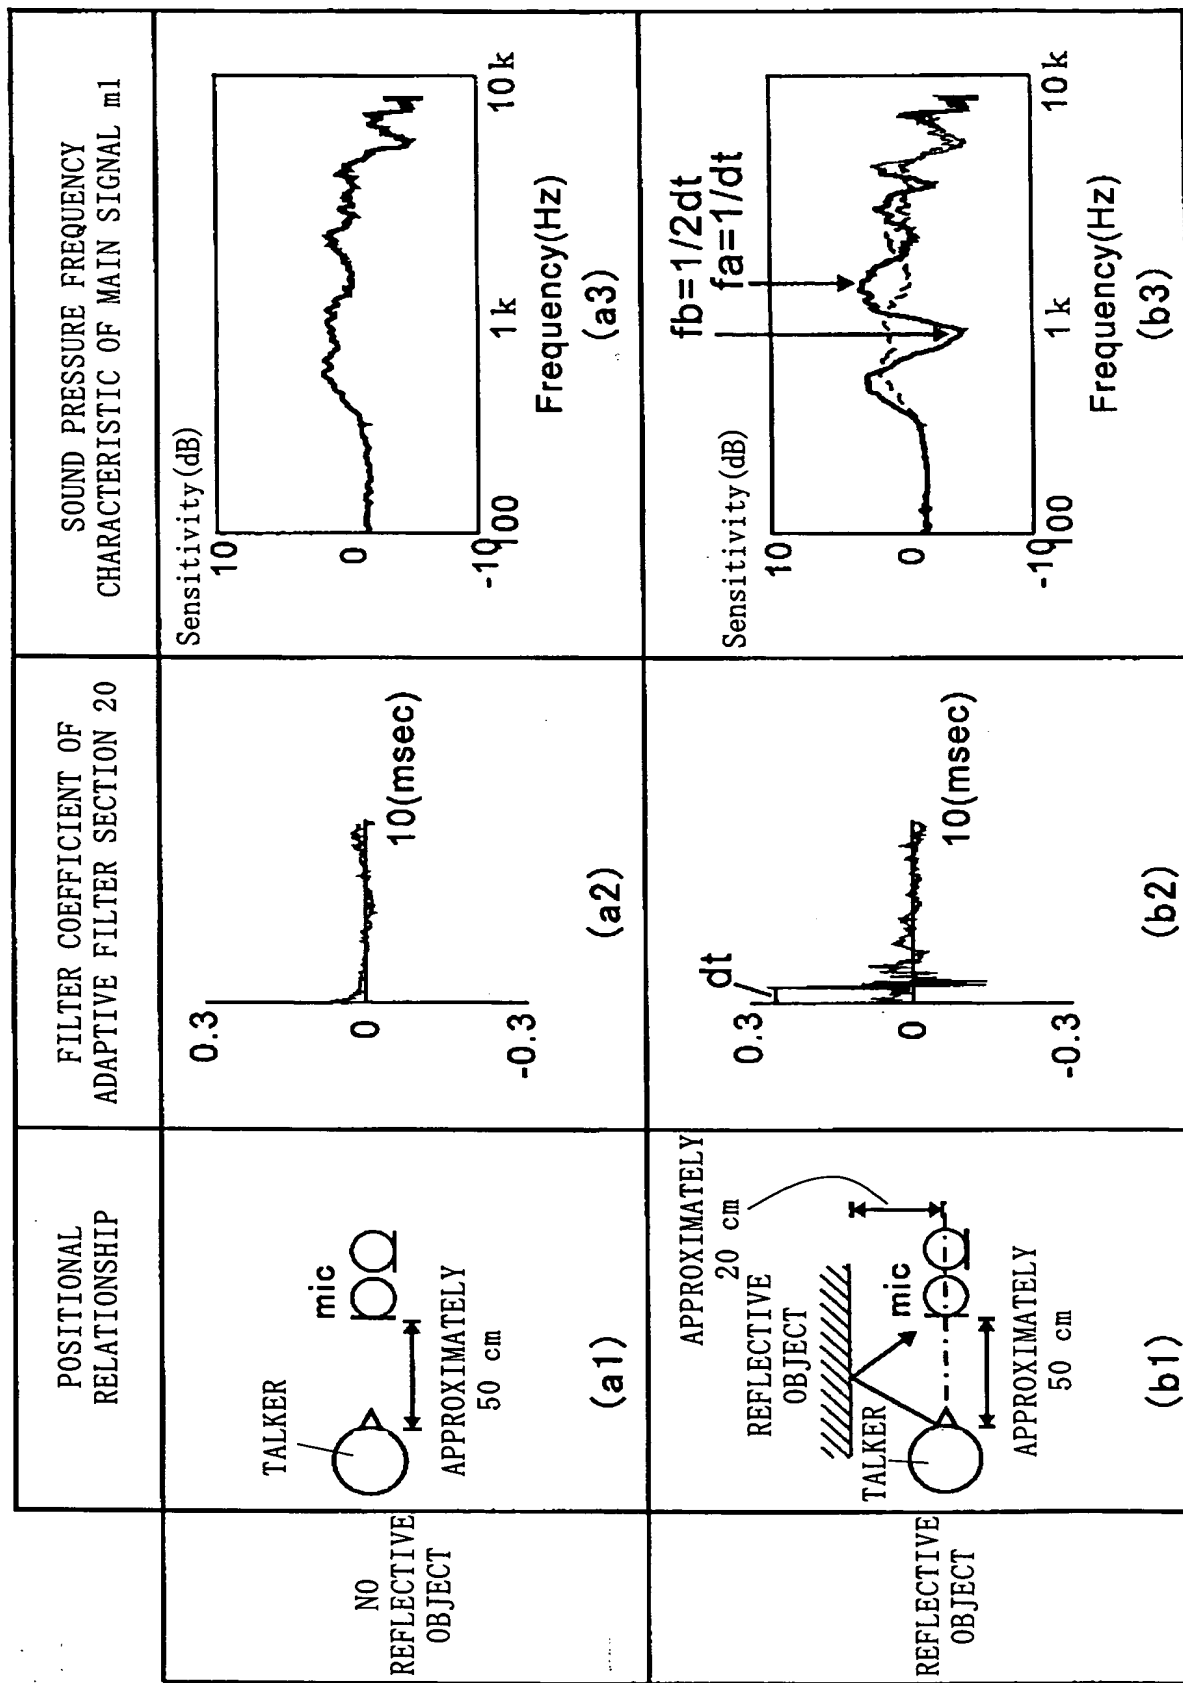 POSITIONAL
RELATIONSHIP
FILTER COEFFICIENT OF
ADAPTIVE FILTER SECTION 20
SOUND PRESSURE FREQUENCY
CHARACTERISTIC OF MAIN SIGNAL m1
NO
REFLECTIVE
OBJECT
TALKER
mic
APPROXIMATELY
50 cm
(a1)
0.3
0
-0.3
10(msec)
(a2)
Sensitivity(dB)
10
0
-10
100
1k
10k
Frequency(Hz)
(a3)
REFLECTIVE
OBJECT
APPROXIMATELY
20 cm
REFLECTIVE
OBJECT
TALKER
mic
APPROXIMATELY
50 cm
(b1)
dt
0.3
0
-0.3
10(msec)
(b2)
fb=1/2dt
fa=1/dt
Sensitivity(dB)
10
0
-10
100
1k
10k
Frequency(Hz)
(b3)